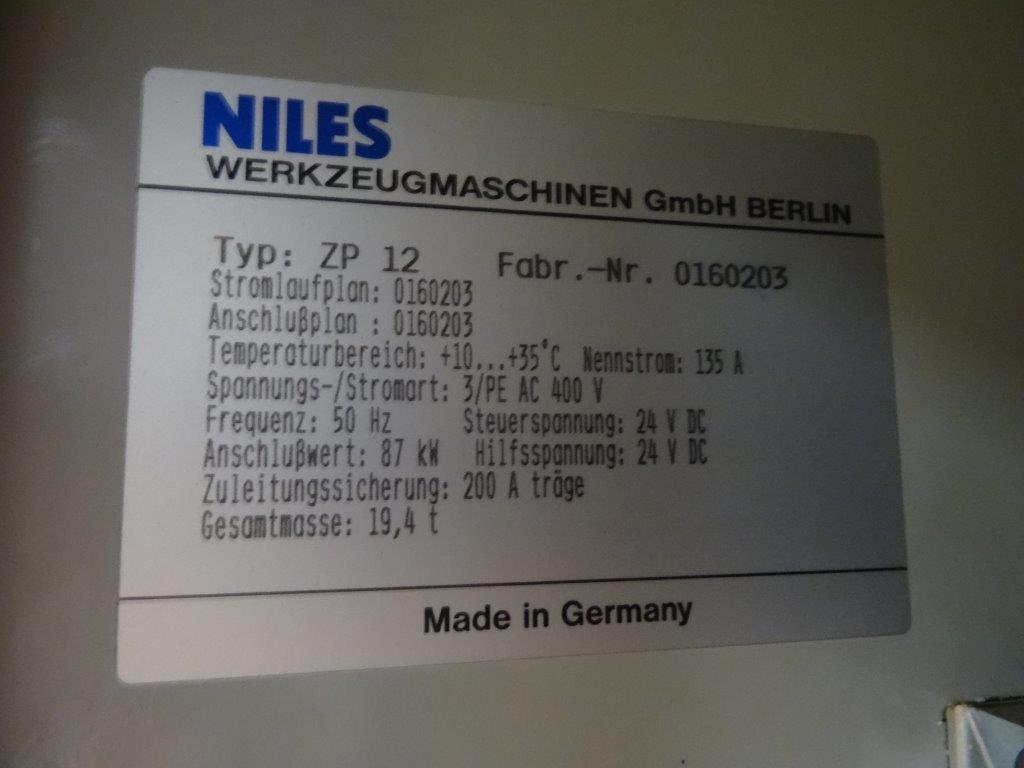 NILES
WERKZEUGMASCHINEN GmbH BERLIN
Typ: ZP 12 Fabr.-Nr. 0160203
Stromlaufplan: 0160203
Anschlußplan : 0160203
Temperaturbereich: +10...+35°C Nennstrom: 135 A
Spannungs-/Stromart: 3/PE AC 400 V
Frequenz: 50 Hz Steuerspannung: 24 V DC
Anschlußwert: 87 kW Hilfsspannung: 24 V DC
Zuleitungssicherung: 200 A träge
Gesamtmasse: 19,4 t
Made in Germany